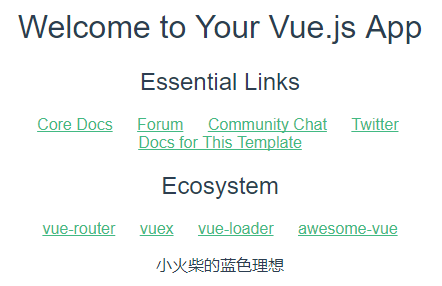 Welcome to Your Vue.js App
Essential Links
Core Docs Forum Community Chat Twitter
Docs for This Template
Ecosystem
vue-router vuex vue-loader awesome-vue
小火柴的蓝色理想